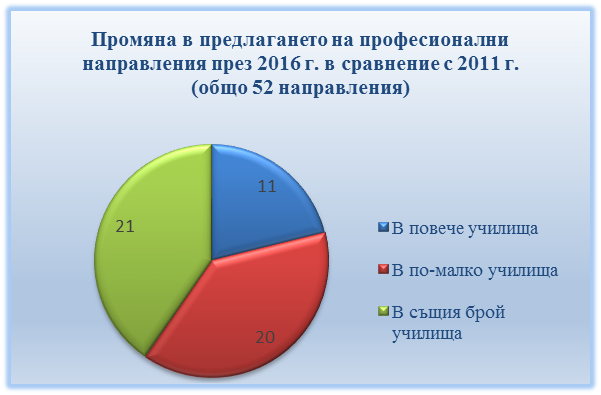 Промяна в предлагането на професионални
направления през 2016 г. в сравнение с 2011 г.
(общо 52 направления)
11
21
20
В повече училища
В по-малко училища
В същия брой
училища